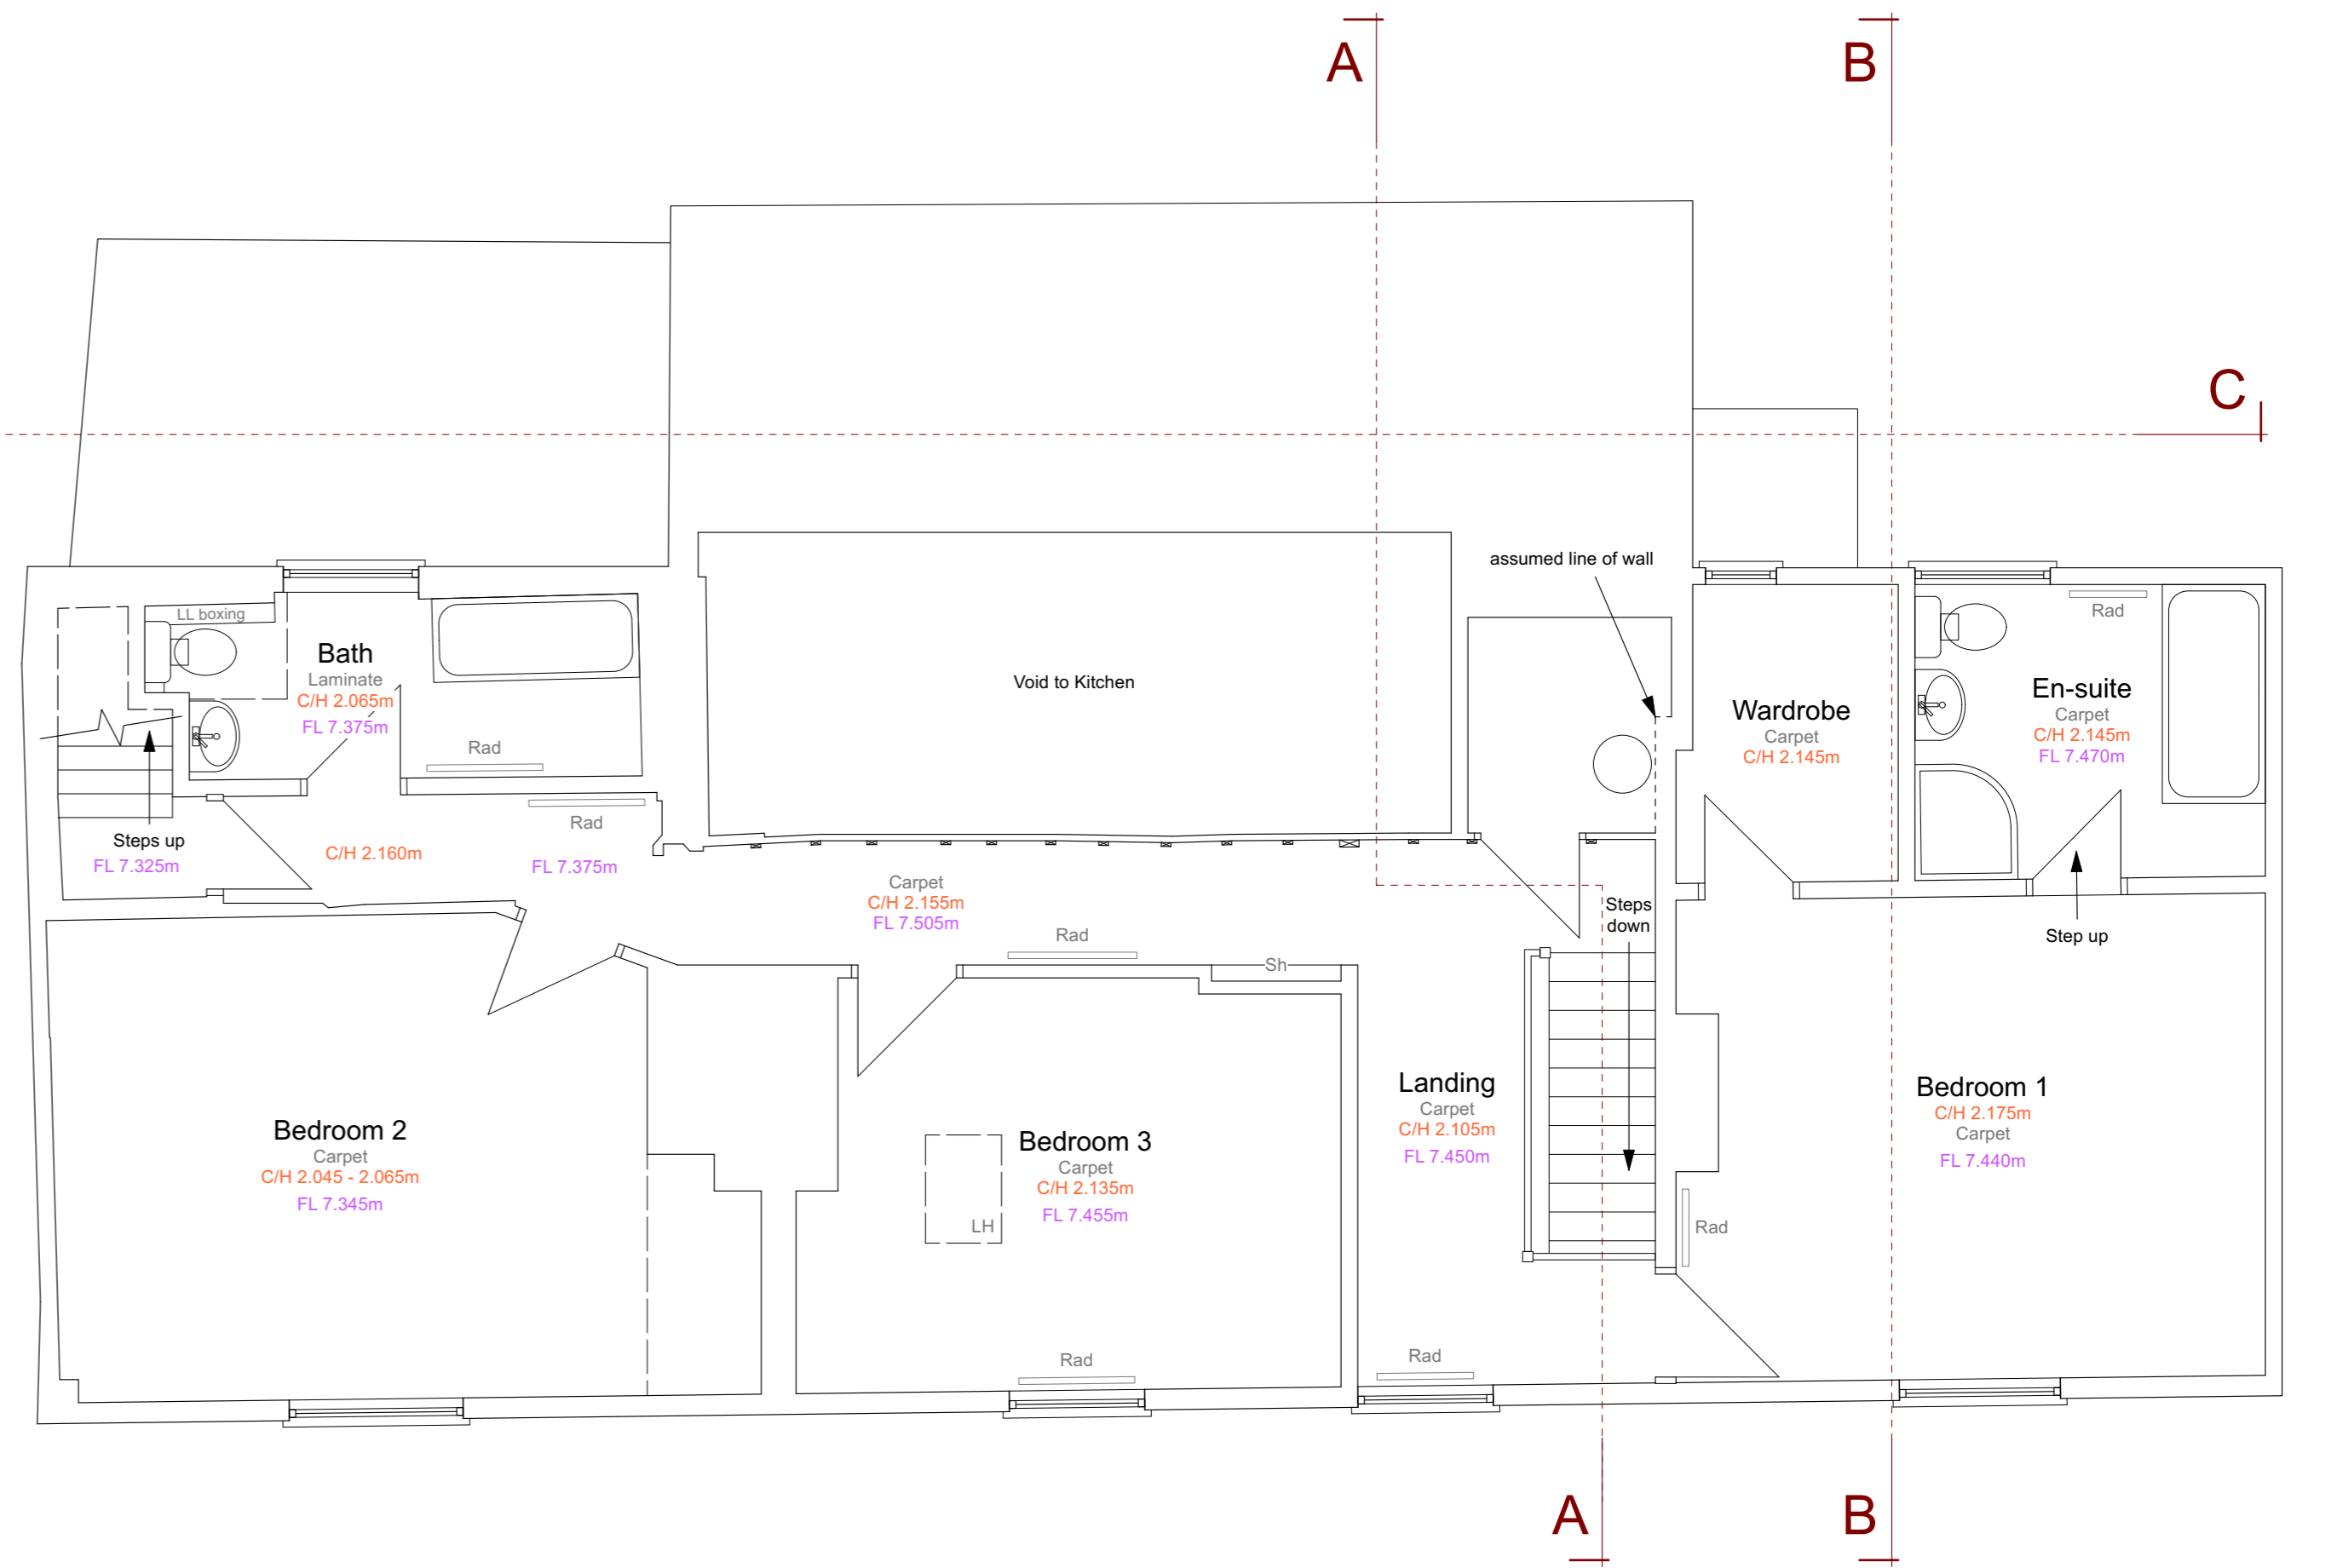 A
B
C
assumed line of wall
LL boxing
Bath
Laminate
C/H 2.065m
FL 7.375m
Rad
Void to Kitchen
Wardrobe
Carpet
C/H 2.145m
Rad
En-suite
Carpet
C/H 2.145m
FL 7.470m
Steps up
FL 7.325m
C/H 2.160m
Rad
FL 7.375m
Carpet
C/H 2.155m
FL 7.505m
Rad
Sh
Steps
down
Step up
Bedroom 2
Carpet
C/H 2.045 - 2.065m
FL 7.345m
Bedroom 3
Carpet
C/H 2.135m
FL 7.455m
LH
Rad
Landing
Carpet
C/H 2.105m
FL 7.450m
Rad
Bedroom 1
C/H 2.175m
Carpet
FL 7.440m
Rad
A
B